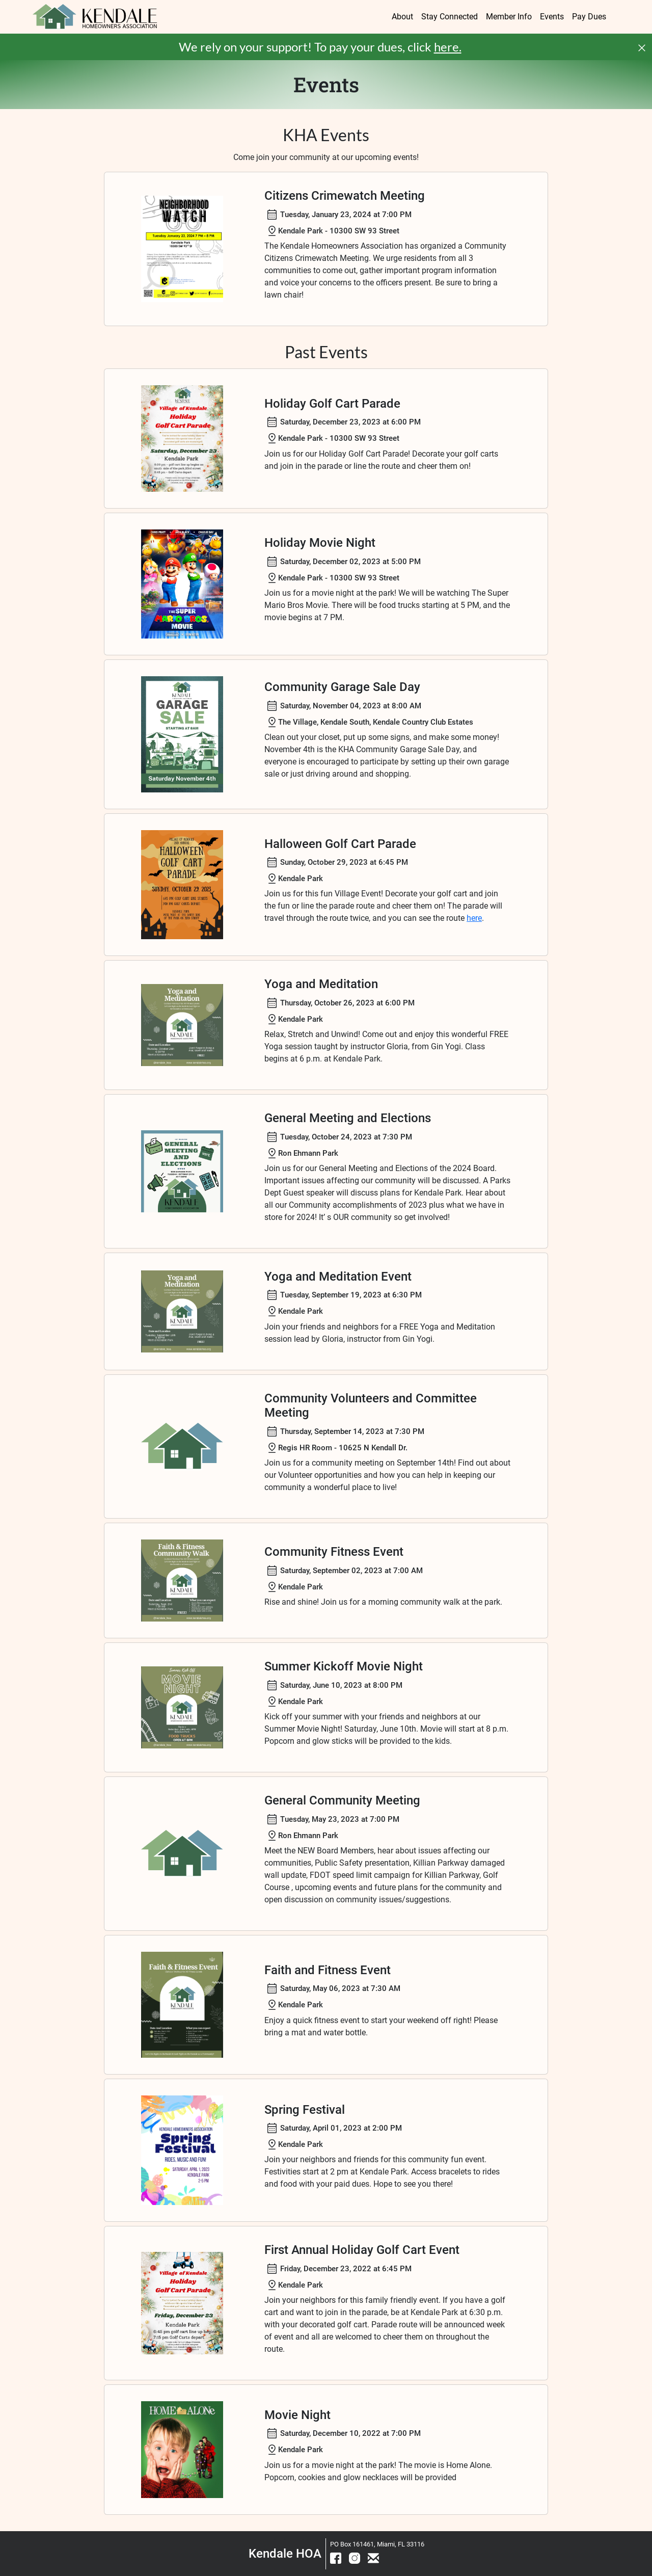 KENDALE
HOMEOWNERS ASSOCIATION
About Stay Connected Member Info Events Pay Dues
We rely on your support! To pay your dues, click here.
Events
KHA Events
Come join your community at our upcoming events!
NEIGHBORHOOD
WATCH
Citizens Crimewatch Meeting
Tuesday, January 23, 2024 at 7:00 PM
Kendale Park - 10300 SW 93 Street
The Kendale Homeowners Association has organized a Community
Citizens Crimewatch Meeting. We urge residents from all 3
communities to come out, gather important program information
and voice your concerns to the officers present. Be sure to bring a
lawn chair!
Past Events
Village of Kendale
Holiday
Golf Cart Parade
Saturday, December 23
Kendale Park
Holiday Golf Cart Parade
Saturday, December 23, 2023 at 6:00 PM
Kendale Park - 10300 SW 93 Street
Join us for our Holiday Golf Cart Parade! Decorate your golf carts
and join in the parade or line the route and cheer them on!
THE SUPER
MARIO BROS.
MOVIE
Holiday Movie Night
Saturday, December 02, 2023 at 5:00 PM
Kendale Park - 10300 SW 93 Street
Join us for a movie night at the park! We will be watching The Super
Mario Bros Movie. There will be food trucks starting at 5 PM, and the
movie begins at 7 PM.
KENDALE
GARAGE
SALE
STARTING AT 8AM
Saturday November 4th
Community Garage Sale Day
Saturday, November 04, 2023 at 8:00 AM
The Village, Kendale South, Kendale Country Club Estates
Clean out your closet, put up some signs, and make some money!
November 4th is the KHA Community Garage Sale Day, and
everyone is encouraged to participate by setting up their own garage
sale or just driving around and shopping.
HALLOWEEN
GOLF CART
PARADE
Halloween Golf Cart Parade
Sunday, October 29, 2023 at 6:45 PM
Kendale Park
Join us for this fun Village Event! Decorate your golf cart and join
the fun or line the parade route and cheer them on! The parade will
travel through the route twice, and you can see the route here.
Yoga and
Meditation
KENDALE
Yoga and Meditation
Thursday, October 26, 2023 at 6:00 PM
Kendale Park
Relax, Stretch and Unwind! Come out and enjoy this wonderful FREE
Yoga session taught by instructor Gloria, from Gin Yogi. Class
begins at 6 p.m. at Kendale Park.
GENERAL
MEETING AND
ELECTIONS
KENDALE
General Meeting and Elections
Tuesday, October 24, 2023 at 7:30 PM
Ron Ehmann Park
Join us for our General Meeting and Elections of the 2024 Board.
Important issues affecting our community will be discussed. A Parks
Dept Guest speaker will discuss plans for Kendale Park. Hear about
all our Community accomplishments of 2023 plus what we have in
store for 2024! It' s OUR community so get involved!
Yoga and
Meditation
KENDALE
Yoga and Meditation Event
Tuesday, September 19, 2023 at 6:30 PM
Kendale Park
Join your friends and neighbors for a FREE Yoga and Meditation
session lead by Gloria, instructor from Gin Yogi.
Community Volunteers and Committee
Meeting
Thursday, September 14, 2023 at 7:30 PM
Regis HR Room - 10625 N Kendall Dr.
Join us for a community meeting on September 14th! Find out about
our Volunteer opportunities and how you can help in keeping our
community a wonderful place to live!
Faith & Fitness
Community Walk
KENDALE
Community Fitness Event
Saturday, September 02, 2023 at 7:00 AM
Kendale Park
Rise and shine! Join us for a morning community walk at the park.
MOVIE
NIGHT
KENDALE
Summer Kickoff Movie Night
Saturday, June 10, 2023 at 8:00 PM
Kendale Park
Kick off your summer with your friends and neighbors at our
Summer Movie Night! Saturday, June 10th. Movie will start at 8 p.m.
Popcorn and glow sticks will be provided to the kids.
General Community Meeting
Tuesday, May 23, 2023 at 7:00 PM
Ron Ehmann Park
Meet the NEW Board Members, hear about issues affecting our
communities, Public Safety presentation, Killian Parkway damaged
wall update, FDOT speed limit campaign for Killian Parkway, Golf
Course , upcoming events and future plans for the community and
open discussion on community issues/suggestions.
Faith & Fitness Event
KENDALE
Faith and Fitness Event
Saturday, May 06, 2023 at 7:30 AM
Kendale Park
Enjoy a quick fitness event to start your weekend off right! Please
bring a mat and water bottle.
KENDALE HOMEOWNERS ASSOCIATION
Spring
Festival
RIDES, MUSIC AND FUN!
SATURDAY, APRIL 1, 2023
KENDALE PARK
2-5 PM
Spring Festival
Saturday, April 01, 2023 at 2:00 PM
Kendale Park
Join your neighbors and friends for this community fun event.
Festivities start at 2 pm at Kendale Park. Access bracelets to rides
and food with your paid dues. Hope to see you there!
Village of Kendale
Holiday
Golf Cart Parade
Friday, December 23
Kendale Park
First Annual Holiday Golf Cart Event
Friday, December 23, 2022 at 6:45 PM
Kendale Park
Join your neighbors for this family friendly event. If you have a golf
cart and want to join in the parade, be at Kendale Park at 6:30 p.m.
with your decorated golf cart. Parade route will be announced week
of event and all are welcomed to cheer them on throughout the
route.
HOME ALONe
Movie Night
Saturday, December 10, 2022 at 7:00 PM
Kendale Park
Join us for a movie night at the park! The movie is Home Alone.
Popcorn, cookies and glow necklaces will be provided
Kendale HOA
PO Box 161461, Miami, FL 33116